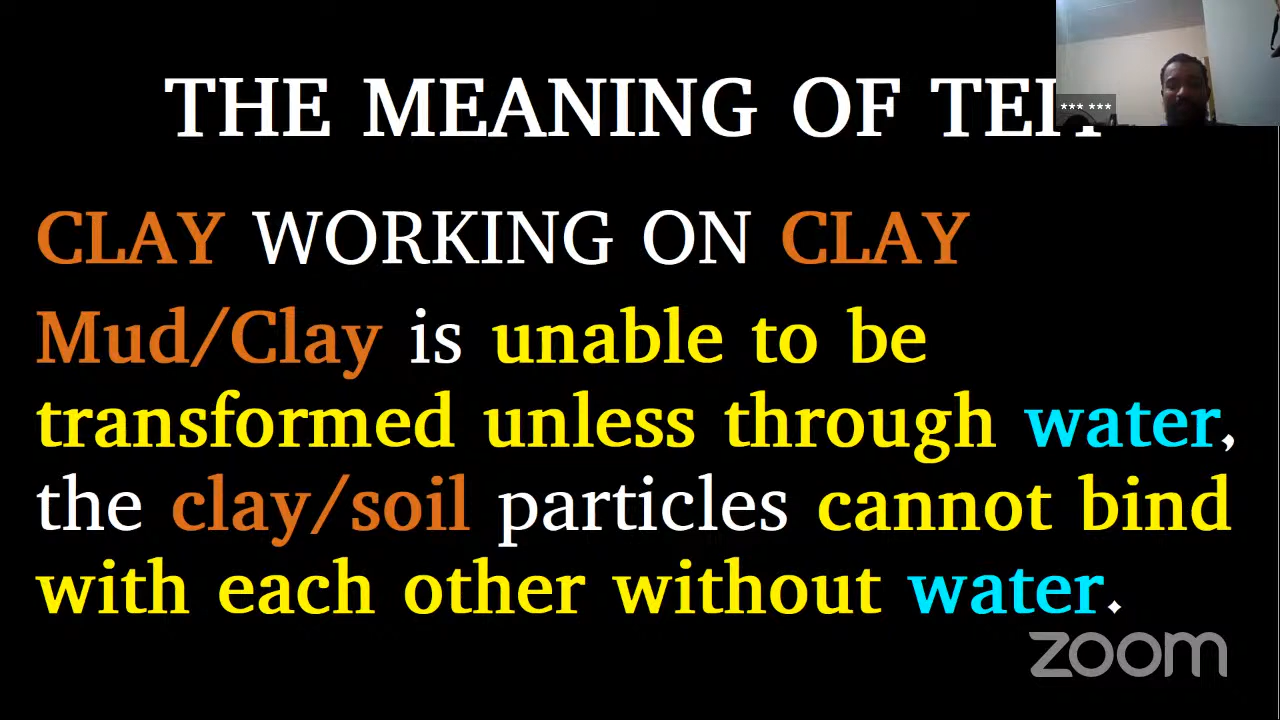 THE MEANING OF
*** ***
CLAY WORKING ON CLAY
Mud/Clay is unable to be
transformed unless through water,
the clay/soil particles cannot bind
with each other without water.
zoom